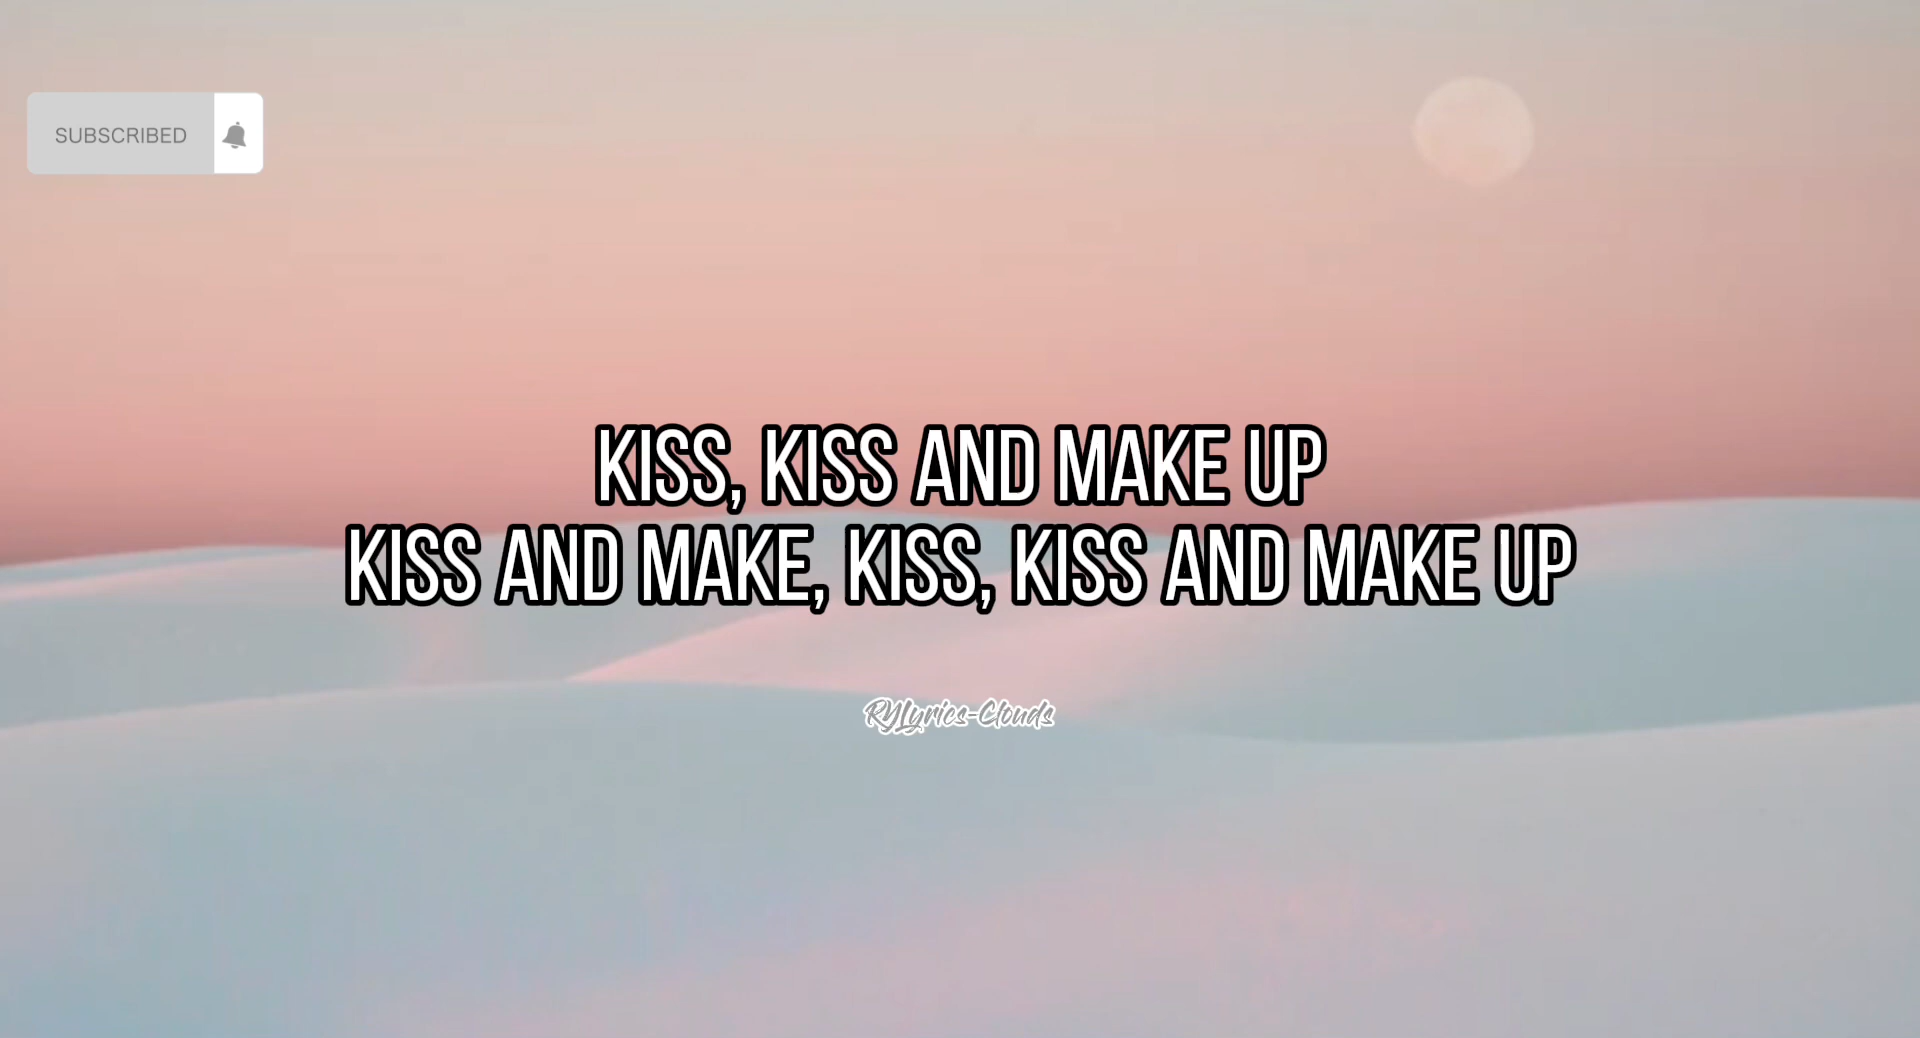 SUBSCRIBED
KISS, KISS AND MAKE UP
KISS AND MAKE, KISS, KISS AND MAKE UP
RYLyrics-Clouds